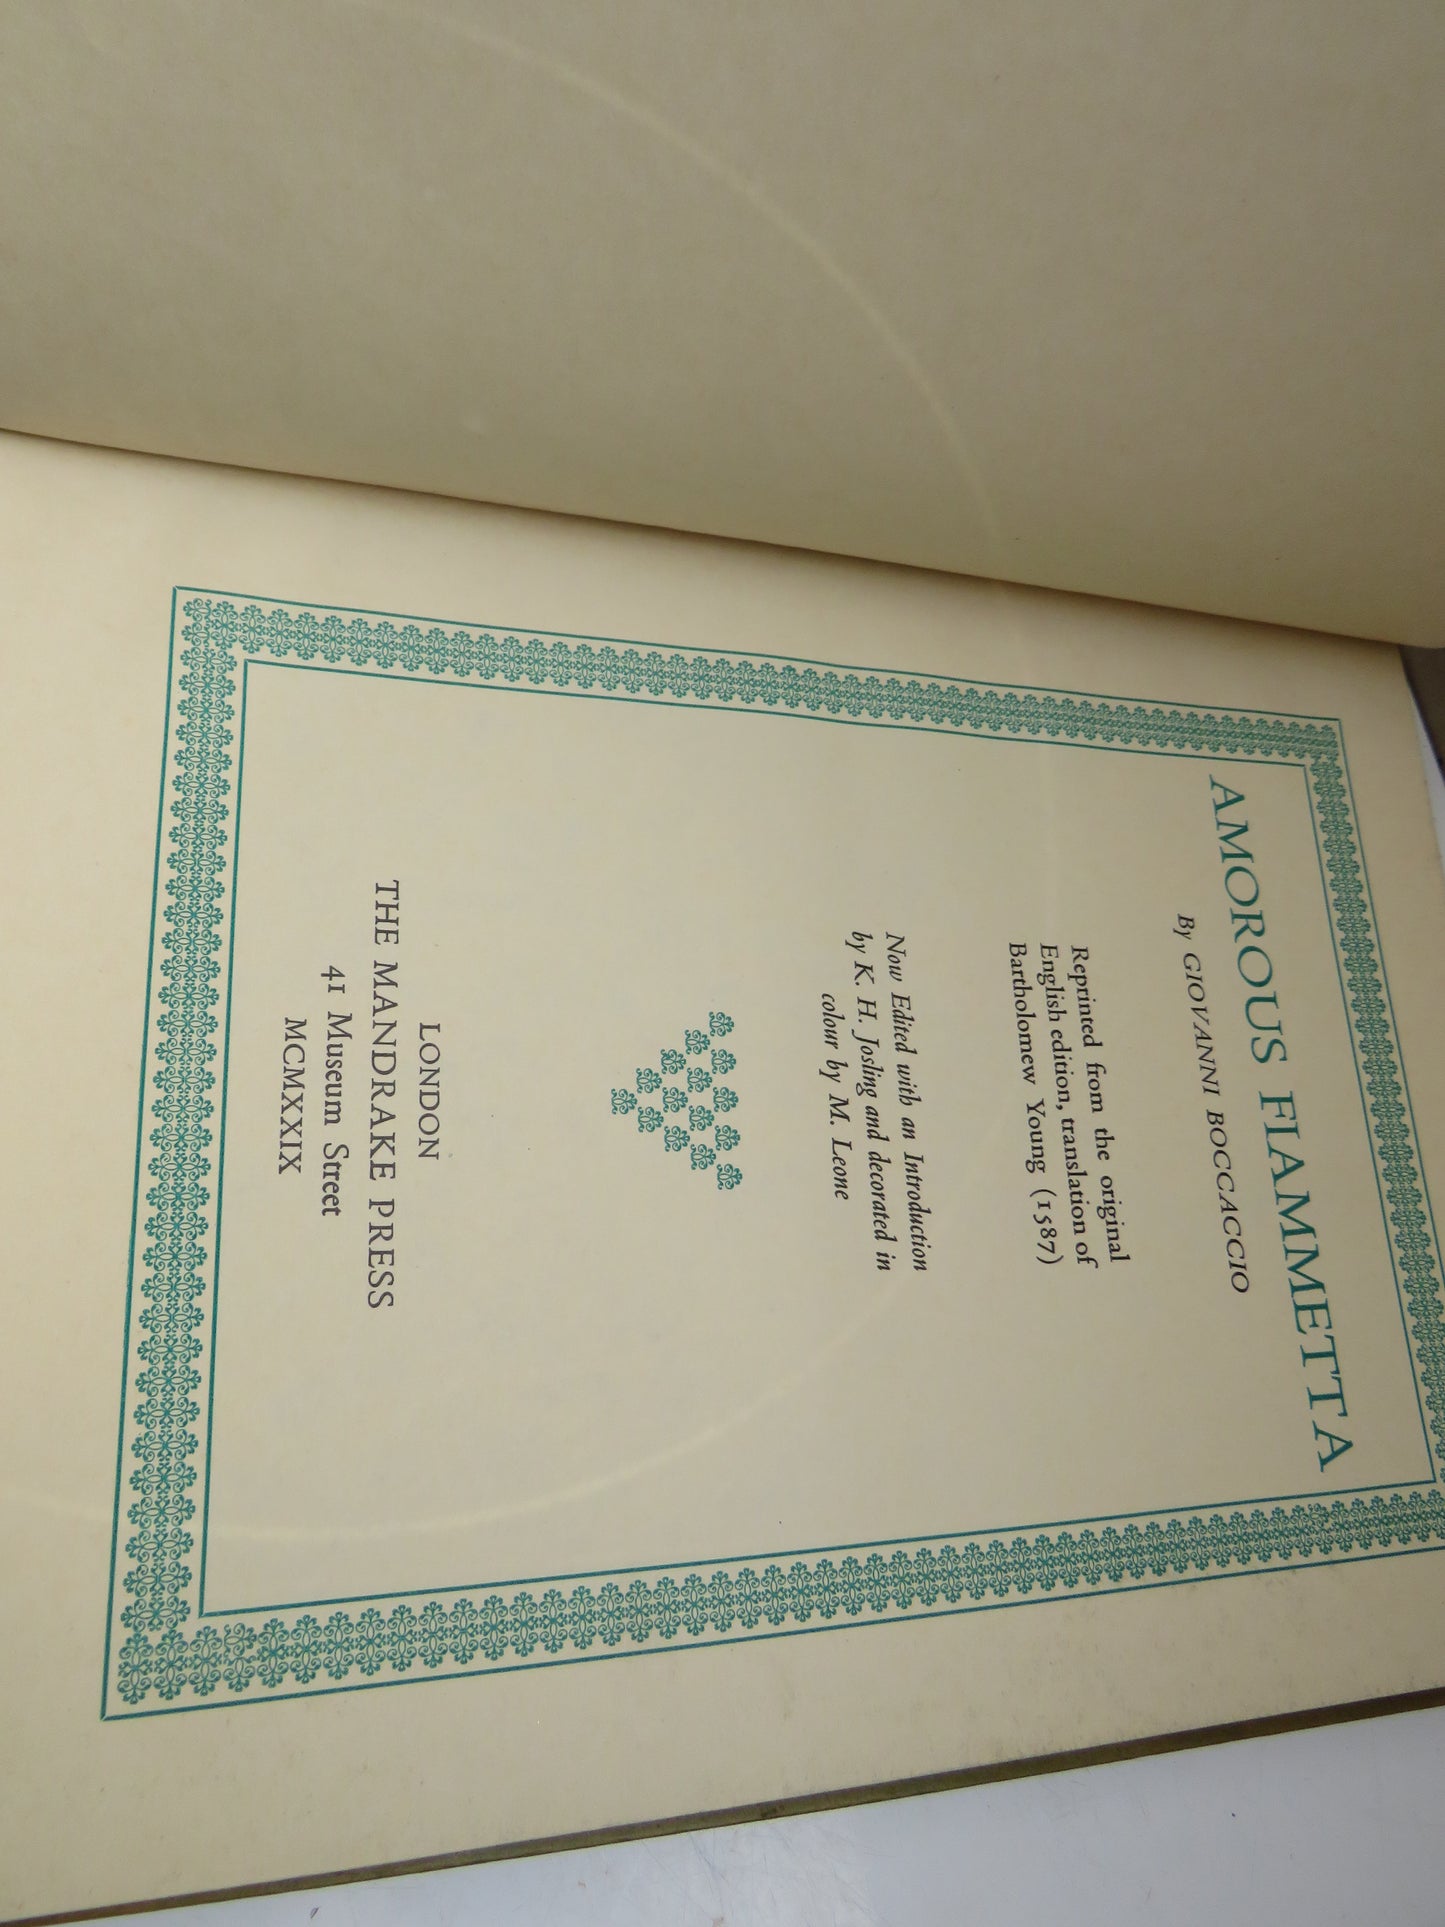 AMOROUS FIAMMETTA
By GIOVANNI BOCCACCIO
Reprinted from the original
English edition, translation of
Bartholomew Young (1587)
Now Edited with an Introduction
by K. H. Josling and decorated in
colour by M. Leone
LONDON
THE MANDRAKE PRESS
41 Museum Street
MCMXXIX